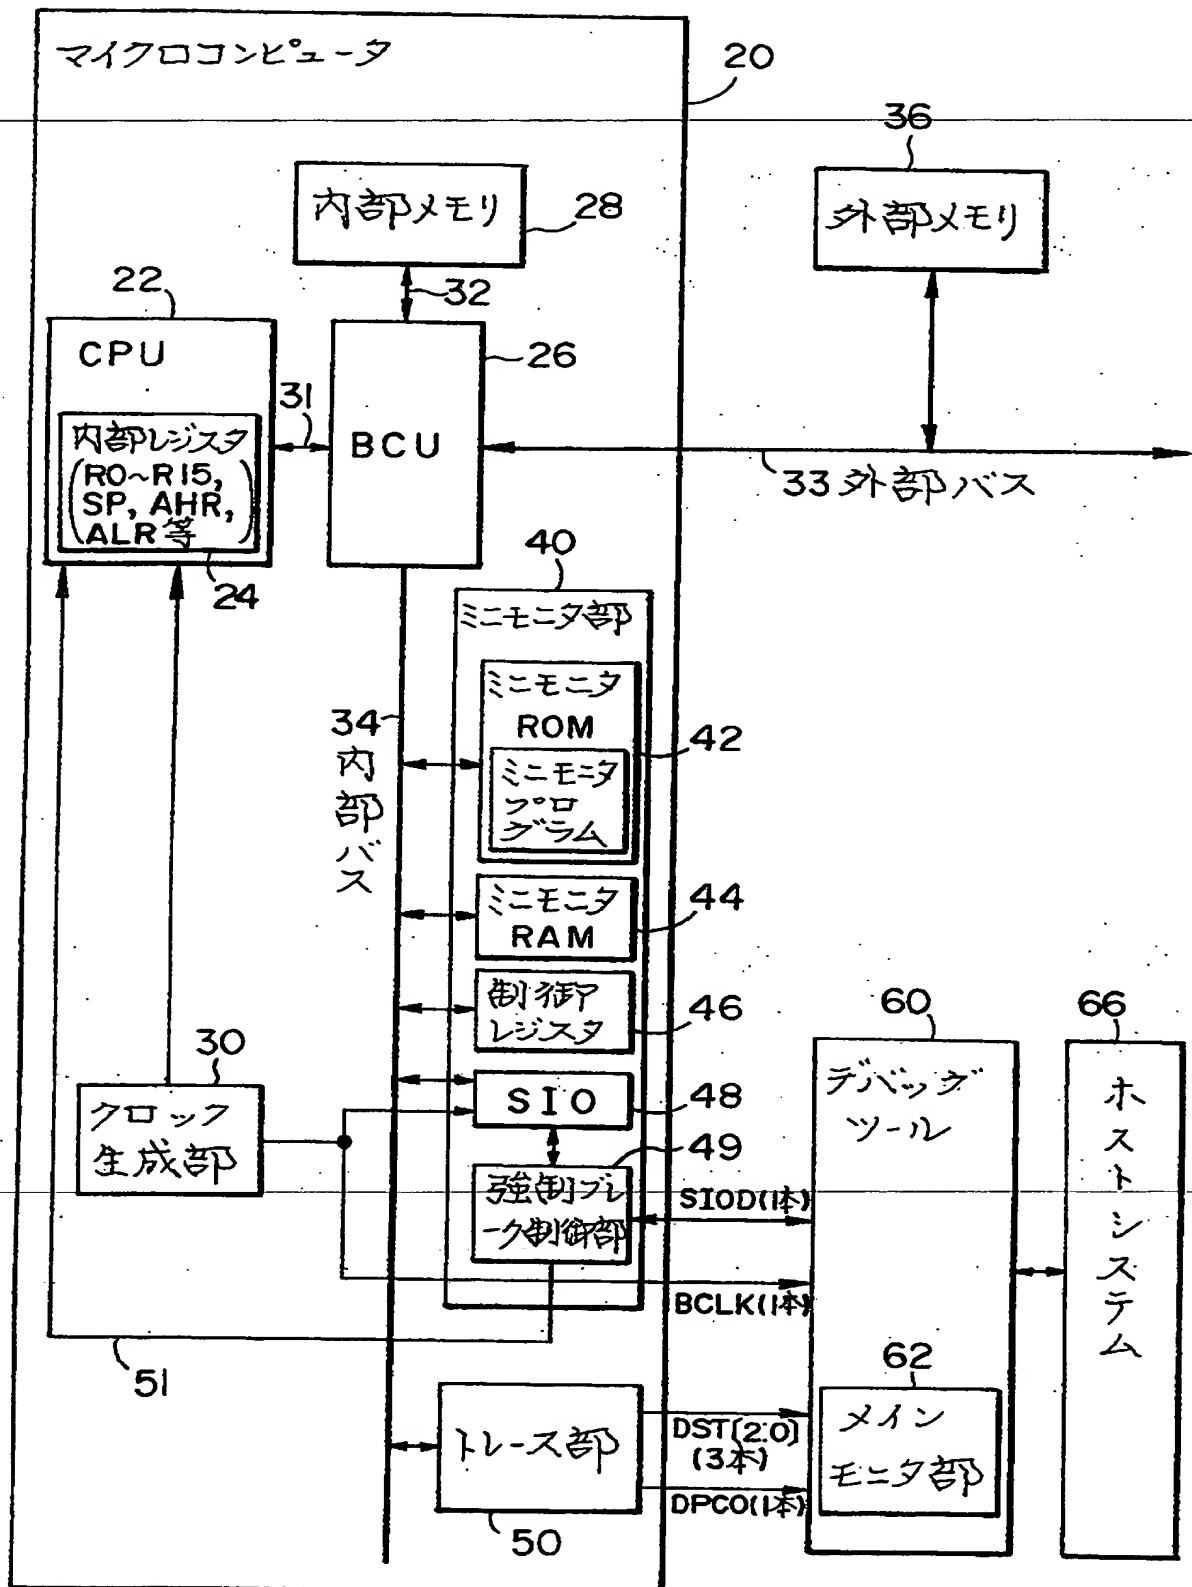 マイクロコンピュータ
20
36
内部メモリ
28
外部メモリ
32
22
CPU
26
31
BCU
内部レジスタ
(R0~R15,
SP, AHR,
ALR等)
24
33 外部バス
40
ミニモニタ部
ミニモニタ
ROM
42
ミニモニタ
プロ
グラム
34
内部バス
ミニモニタ
RAM
44
制御
レジスタ
46
30
クロック
生成部
SIO
48
49
強制ブレ
ーク制御部
SIOD(1本)
BCLK(1本)
51
60
デバッグ
ツール
66
ホストシステム
62
メイン
モニタ部
トレース部
50
DST[2:0]
(3本)
DPCO(1本)